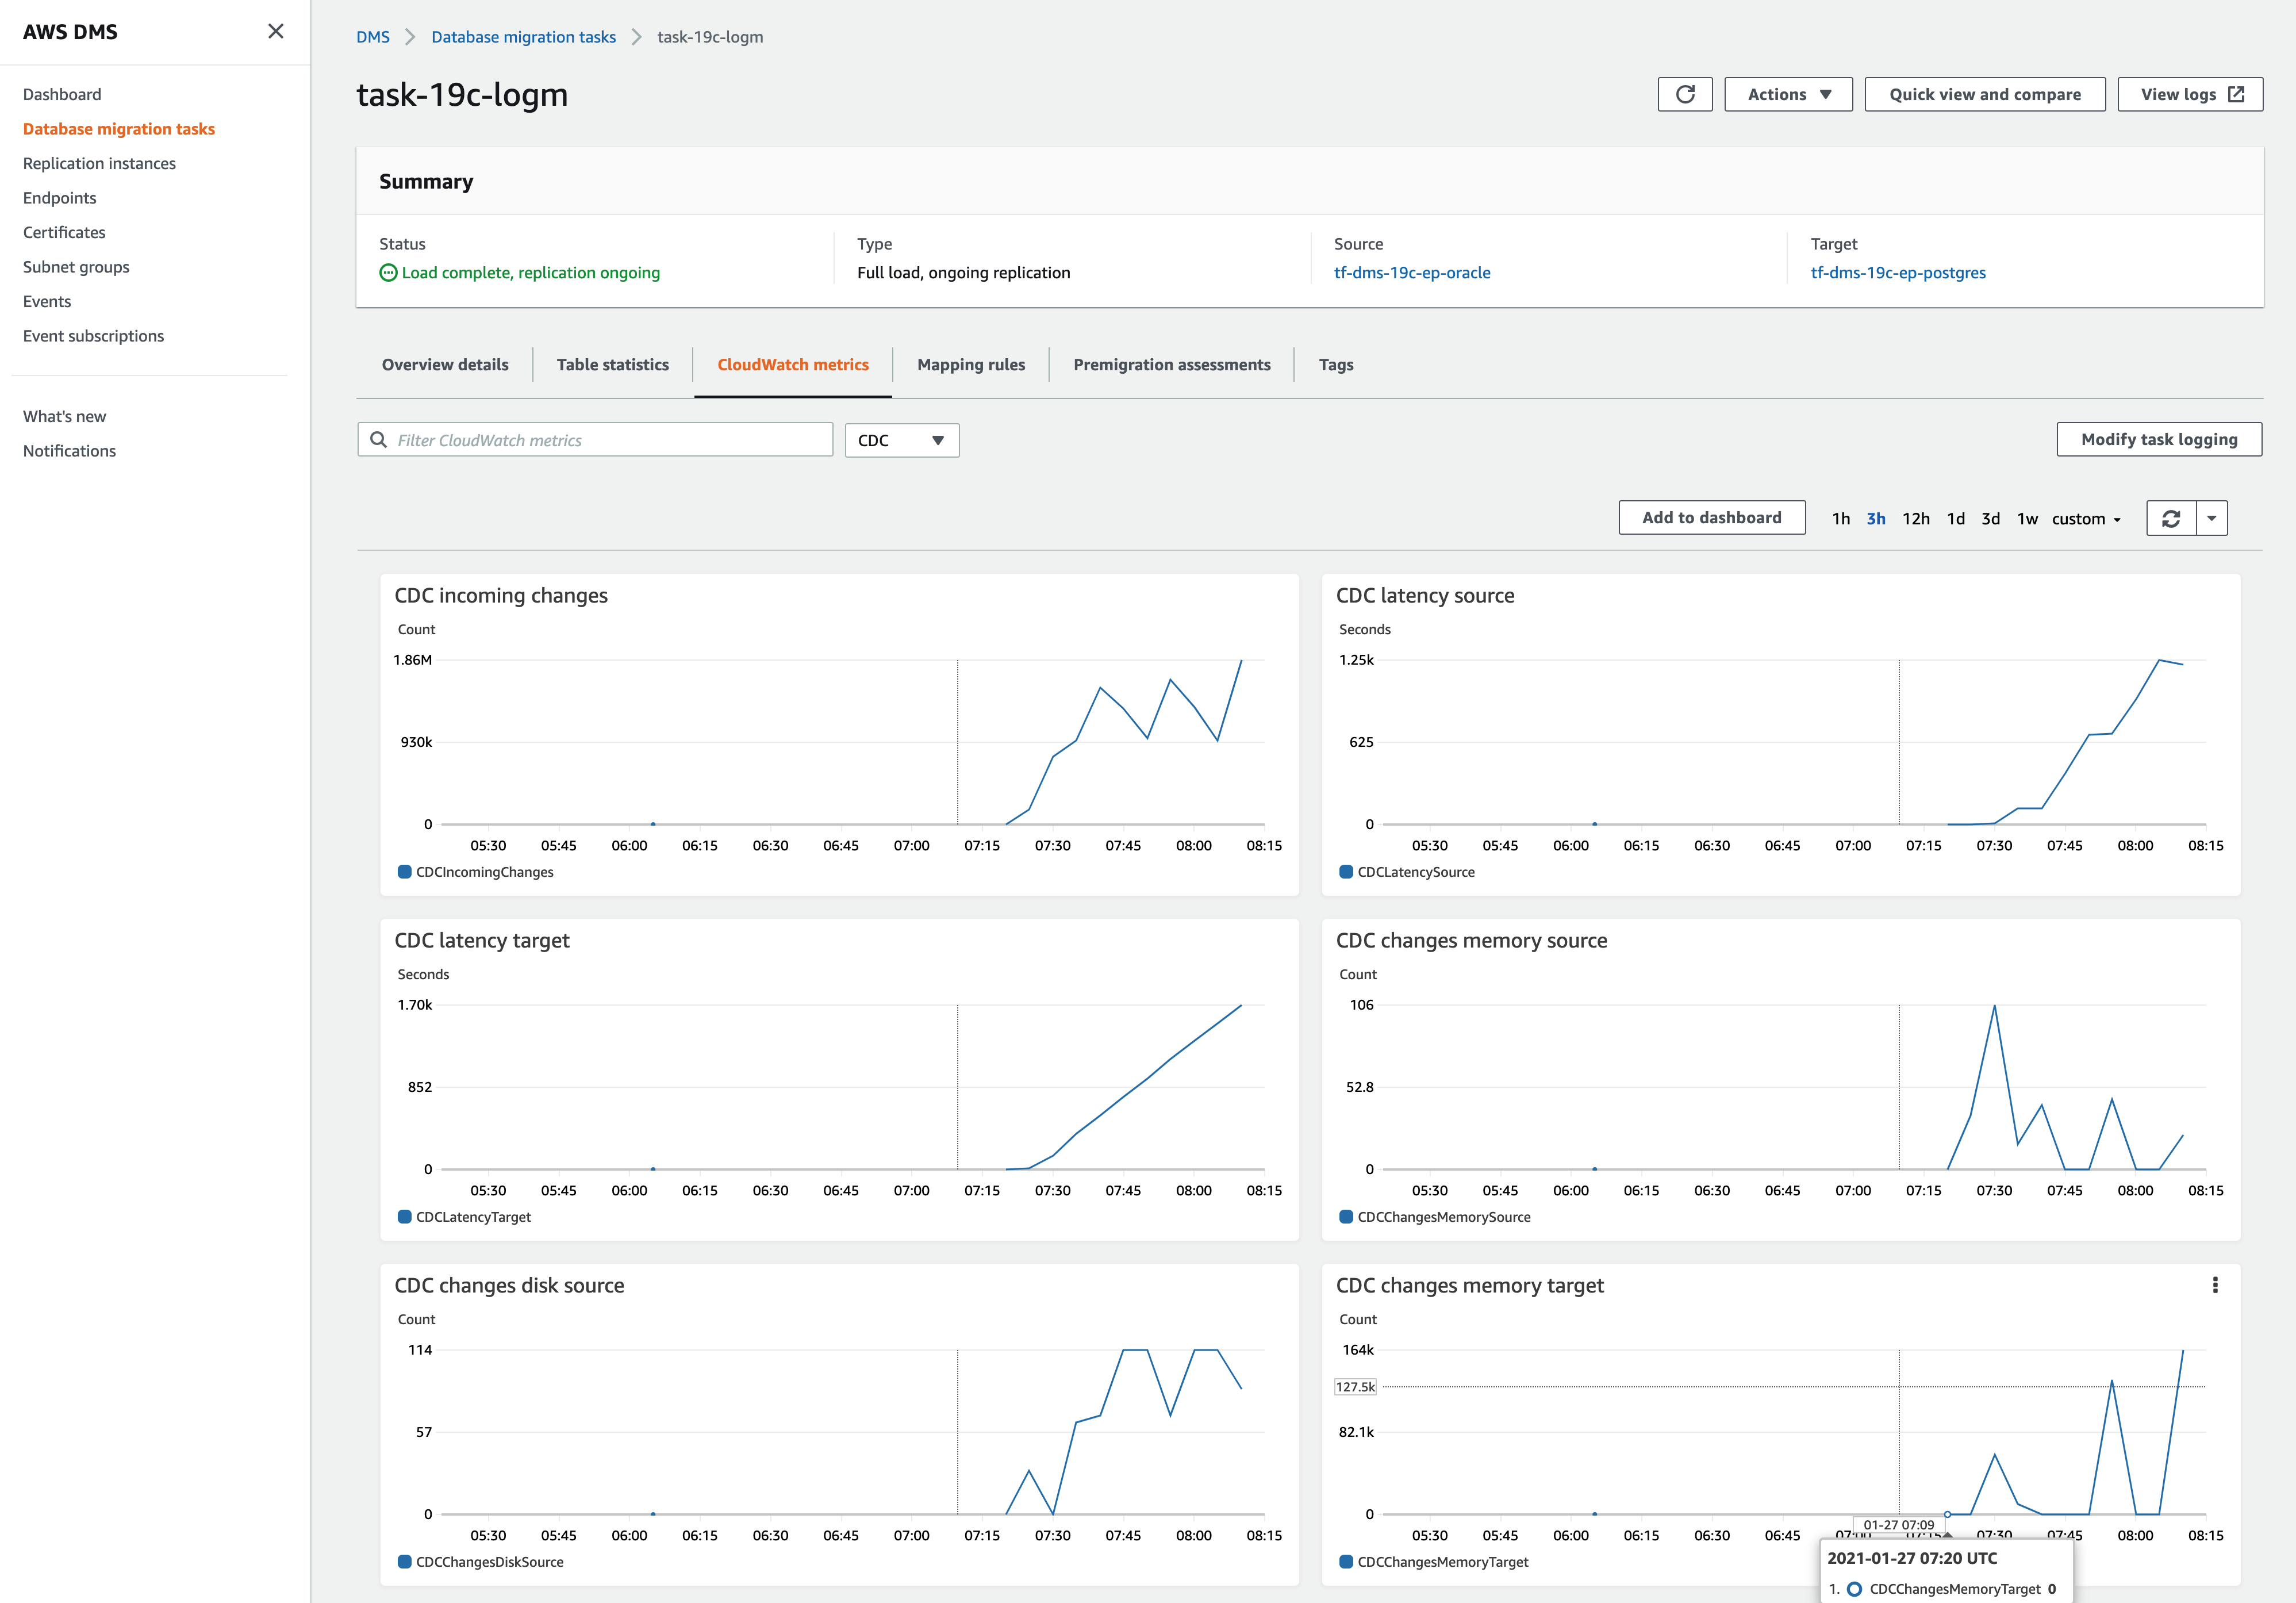 AWS DMS
Dashboard
Database migration tasks
Replication instances
Endpoints
Certificates
Subnet groups
Events
Event subscriptions
What's new
Notifications
DMS > Database migration tasks > task-19c-logm
task-19c-logm
Actions
Quick view and compare
View logs
Summary
Status
Load complete, replication ongoing
Type
Full load, ongoing replication
Source
tf-dms-19c-ep-oracle
Target
tf-dms-19c-ep-postgres
Overview details
Table statistics
CloudWatch metrics
Mapping rules
Premigration assessments
Tags
Filter CloudWatch metrics
CDC
Modify task logging
Add to dashboard
1h 3h 12h 1d 3d 1w custom
CDC incoming changes
Count
1.86M
930k
0
05:30 05:45 06:00 06:15 06:30 06:45 07:00 07:15 07:30 07:45 08:00 08:15
CDCIncomingChanges
CDC latency source
Seconds
1.25k
625
0
05:30 05:45 06:00 06:15 06:30 06:45 07:00 07:15 07:30 07:45 08:00 08:15
CDCLatencySource
CDC latency target
Seconds
1.70k
852
0
05:30 05:45 06:00 06:15 06:30 06:45 07:00 07:15 07:30 07:45 08:00 08:15
CDCLatencyTarget
CDC changes memory source
Count
106
52.8
0
05:30 05:45 06:00 06:15 06:30 06:45 07:00 07:15 07:30 07:45 08:00 08:15
CDCChangesMemorySource
CDC changes disk source
Count
114
57
0
05:30 05:45 06:00 06:15 06:30 06:45 07:00 07:15 07:30 07:45 08:00 08:15
CDCChangesDiskSource
CDC changes memory target
Count
164k
127.5k
82.1k
0
01-27 07:09
05:30 05:45 06:00 06:15 06:30 06:45 07:00 07:15 07:30 07:45 08:00 08:15
CDCChangesMemoryTarget
2021-01-27 07:20 UTC
1. CDCChangesMemoryTarget 0